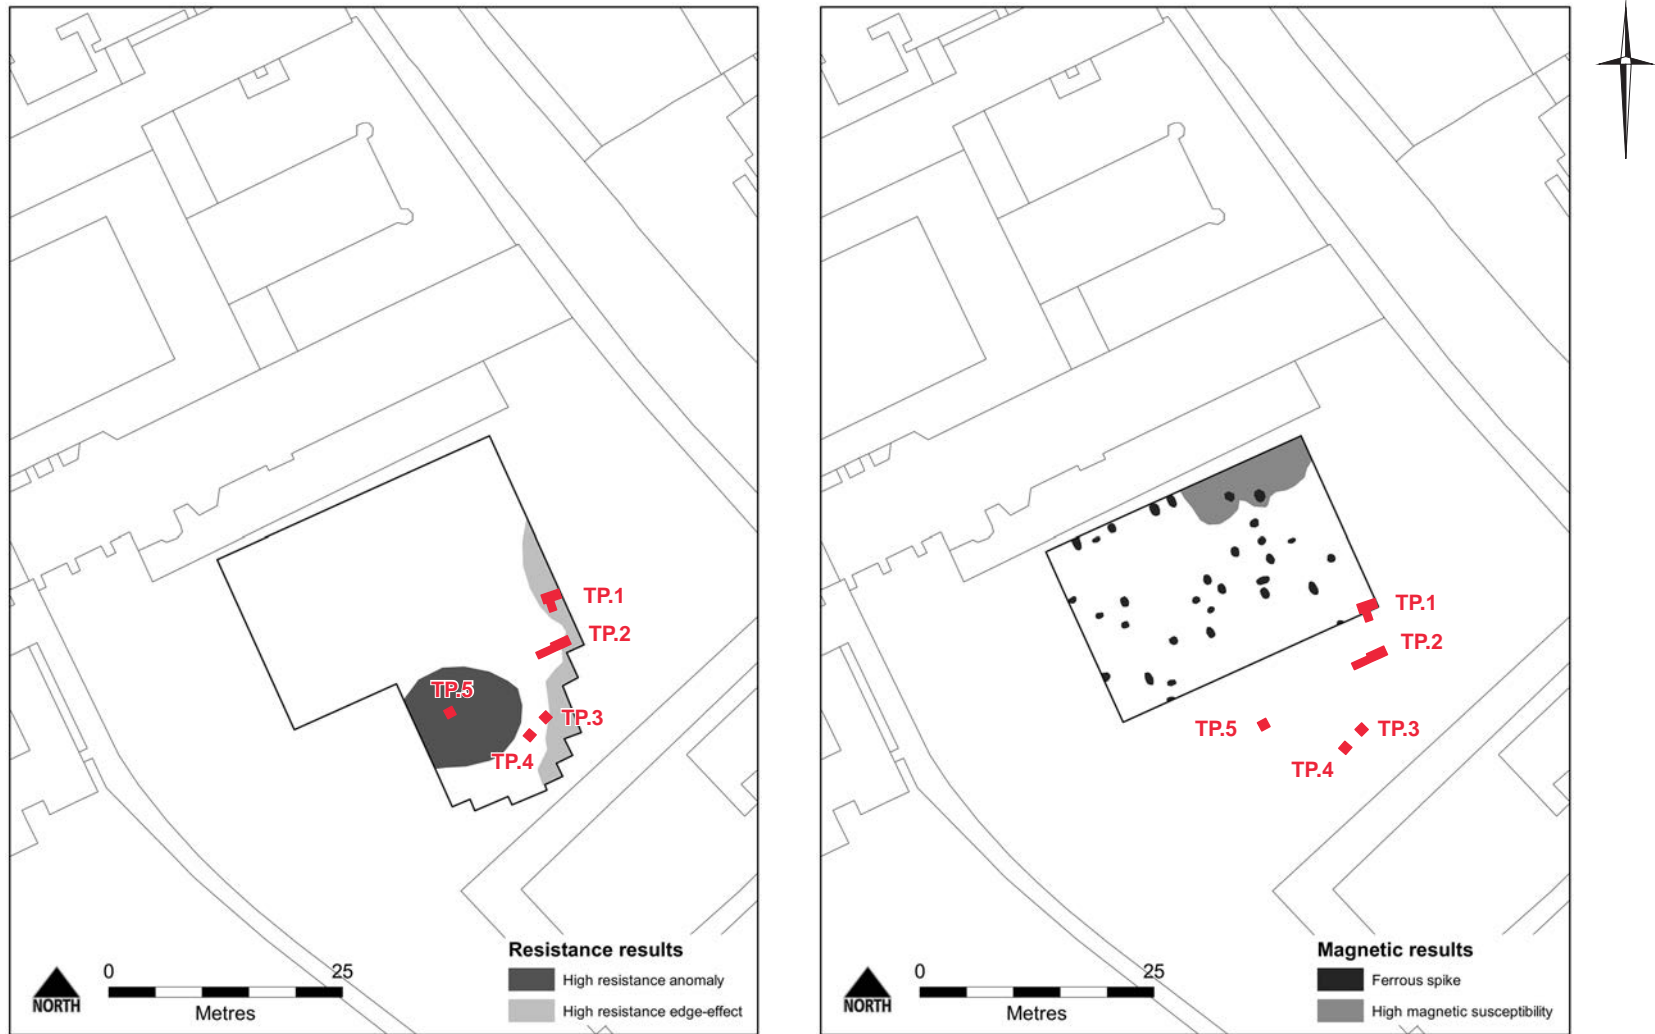 TP.1
TP.2
TP.5
TP.3
TP.4
Resistance results
High resistance anomaly
High resistance edge-effect
NORTH
0 25
Metres
TP.1
TP.2
TP.5
TP.3
TP.4
Magnetic results
Ferrous spike
High magnetic susceptibility
NORTH
0 25
Metres